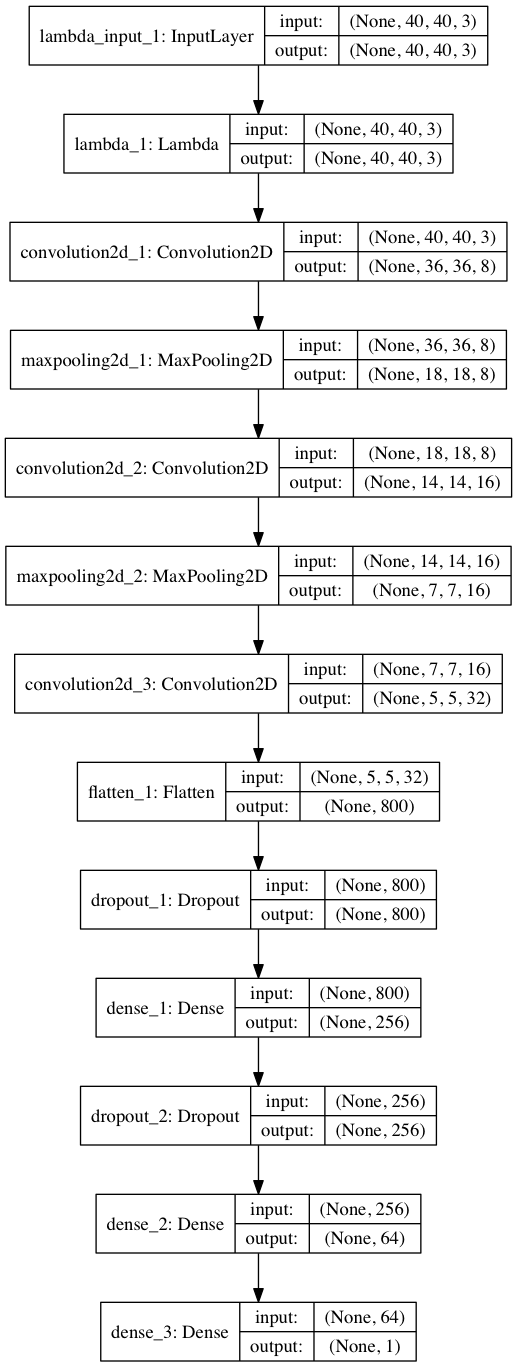 lambda_input_1: InputLayer
input: (None, 40, 40, 3)
output: (None, 40, 40, 3)
lambda_1: Lambda
input: (None, 40, 40, 3)
output: (None, 40, 40, 3)
convolution2d_1: Convolution2D
input: (None, 40, 40, 3)
output: (None, 36, 36, 8)
maxpooling2d_1: MaxPooling2D
input: (None, 36, 36, 8)
output: (None, 18, 18, 8)
convolution2d_2: Convolution2D
input: (None, 18, 18, 8)
output: (None, 14, 14, 16)
maxpooling2d_2: MaxPooling2D
input: (None, 14, 14, 16)
output: (None, 7, 7, 16)
convolution2d_3: Convolution2D
input: (None, 7, 7, 16)
output: (None, 5, 5, 32)
flatten_1: Flatten
input: (None, 5, 5, 32)
output: (None, 800)
dropout_1: Dropout
input: (None, 800)
output: (None, 800)
dense_1: Dense
input: (None, 800)
output: (None, 256)
dropout_2: Dropout
input: (None, 256)
output: (None, 256)
dense_2: Dense
input: (None, 256)
output: (None, 64)
dense_3: Dense
input: (None, 64)
output: (None, 1)